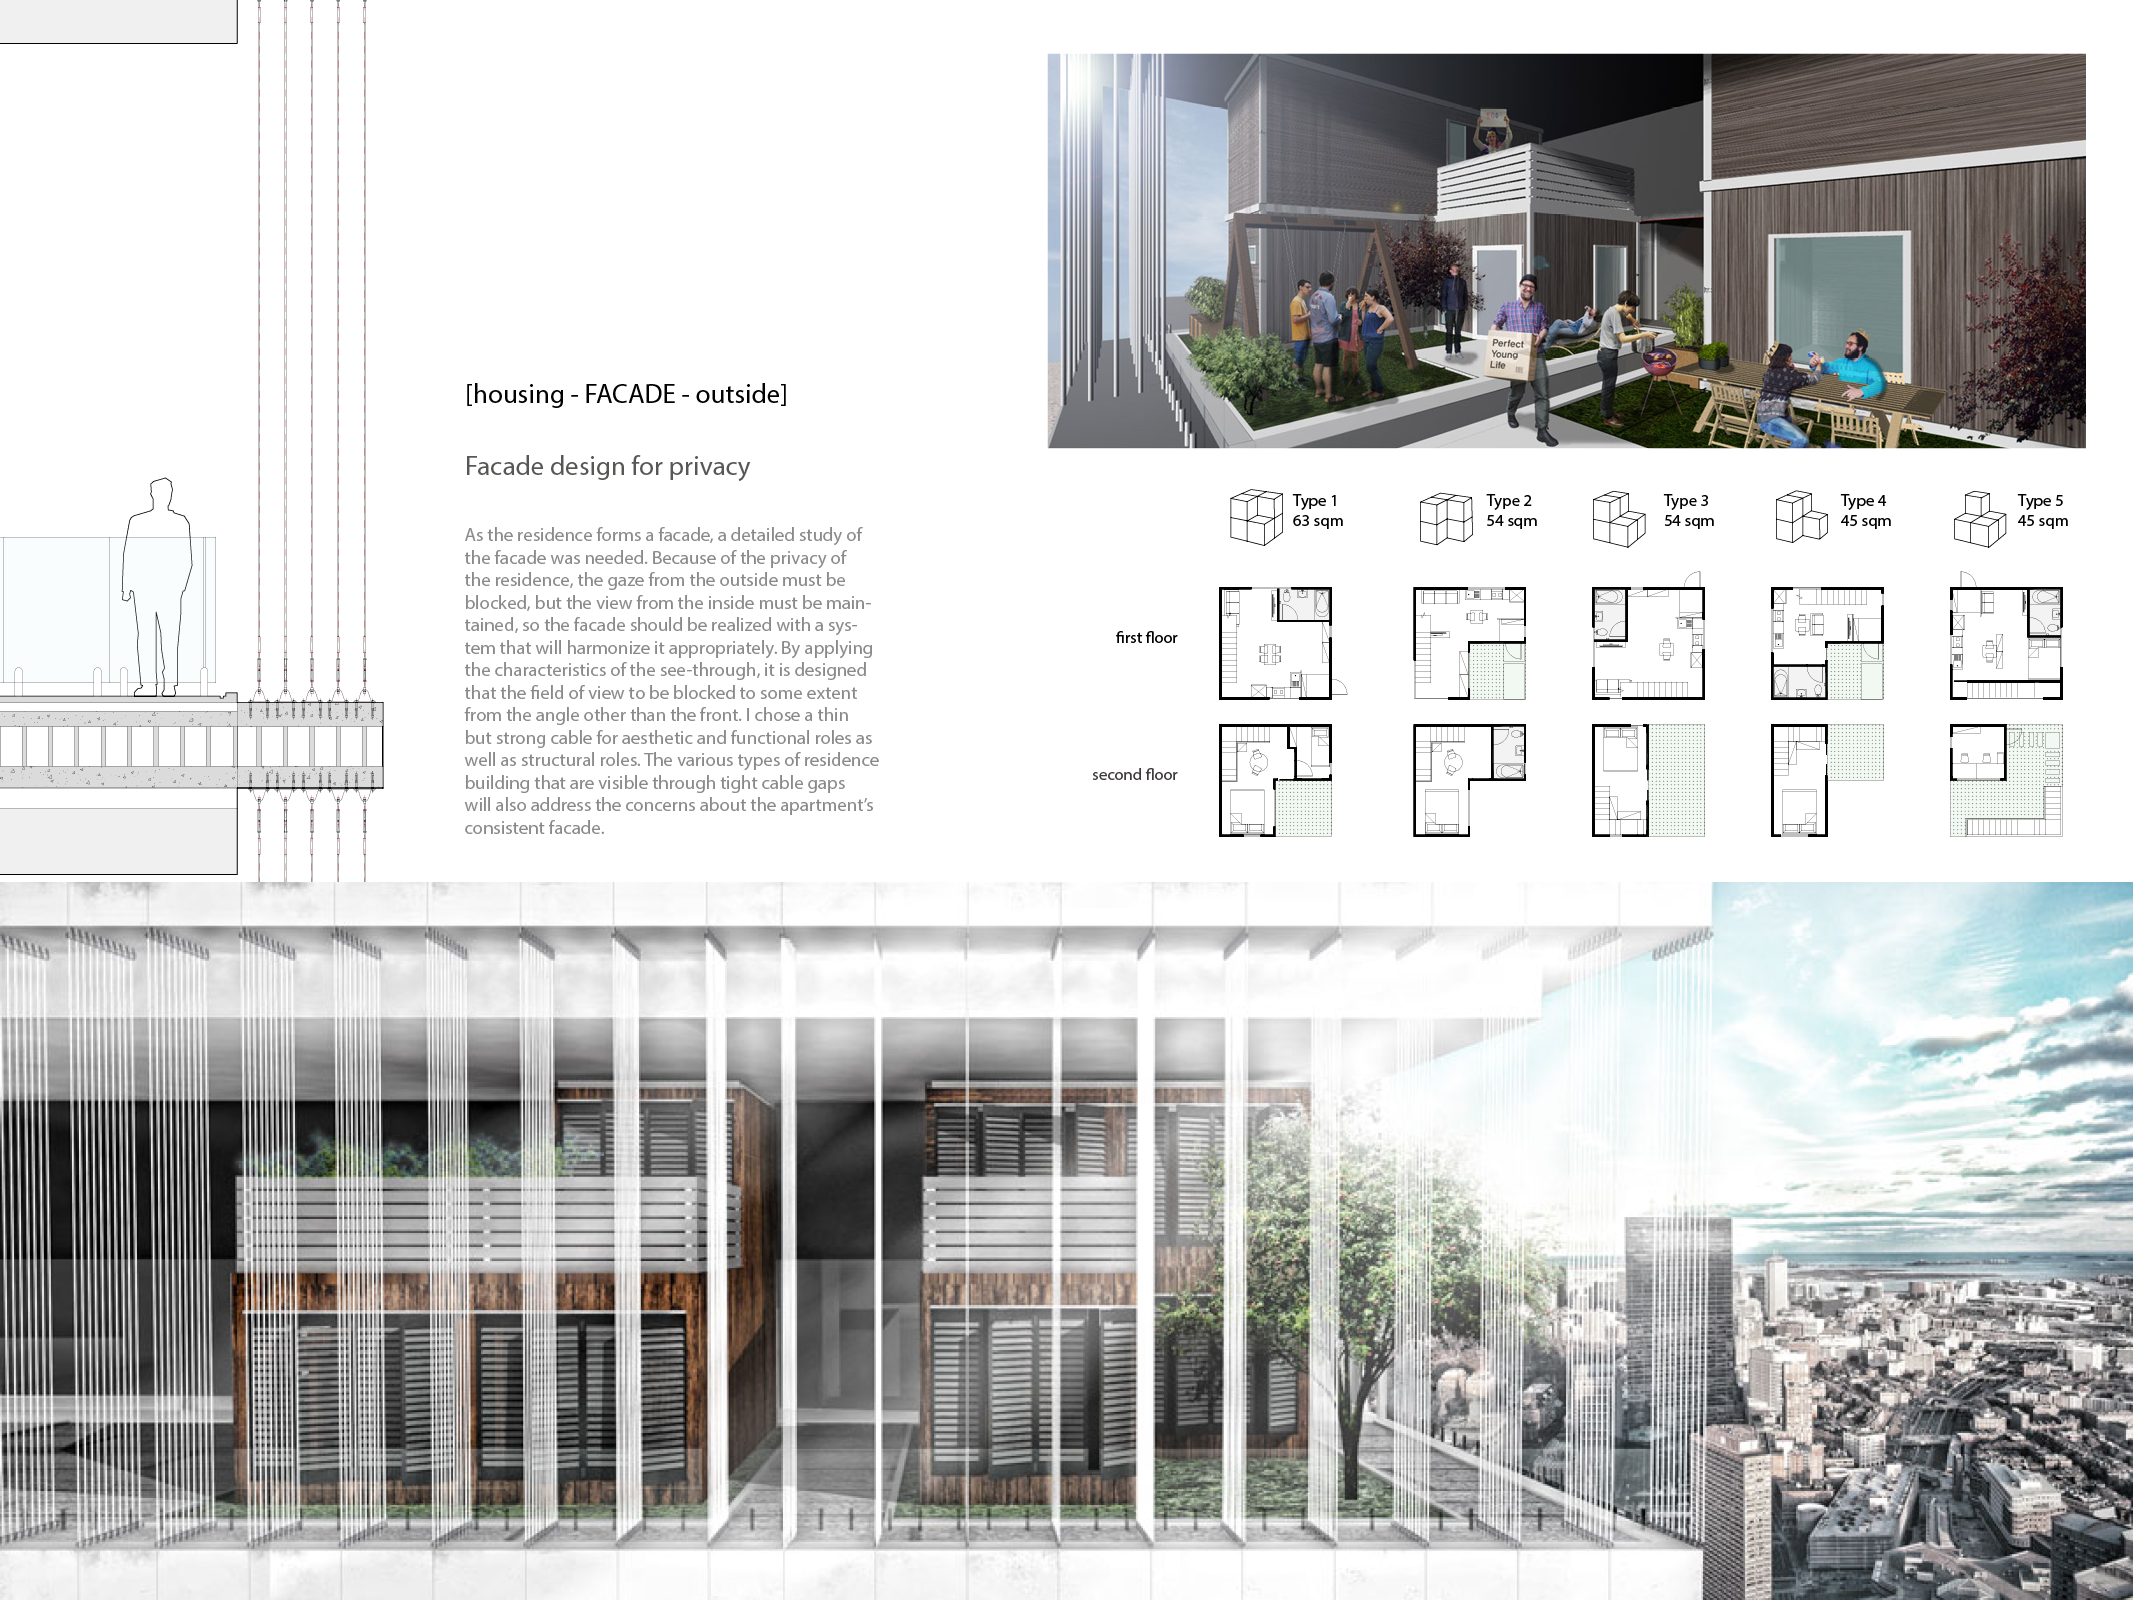 [housing - FACADE - outside]
Facade design for privacy
As the residence forms a facade, a detailed study of
the facade was needed. Because of the privacy of
the residence, the gaze from the outside must be
blocked, but the view from the inside must be main-
tained, so the facade should be realized with a sys-
tem that will harmonize it appropriately. By applying
the characteristics of the see-through, it is designed
that the field of view to be blocked to some extent
from the angle other than the front. I chose a thin
but strong cable for aesthetic and functional roles as
well as structural roles. The various types of residence
building that are visible through tight cable gaps
will also address the concerns about the apartment's
consistent facade.
Perfect
Young
Life
Type 1
63 sqm
Type 2
54 sqm
Type 3
54 sqm
Type 4
45 sqm
Type 5
45 sqm
first floor
second floor